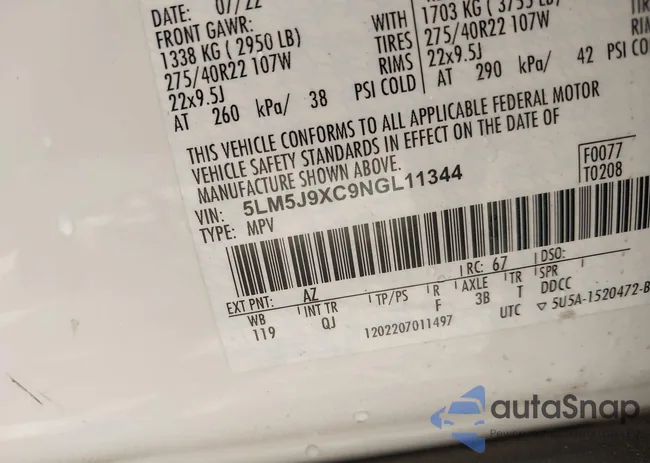 DATE: 07/22
FRONT GAWR:
1338 KG ( 2950 LB)
275/40R22 107W TIRES
22x9.5J RIMS
AT 260 kPa/ 38 PSI COLD
1703 KG ( 3755 LB)
275/40R22 107W
22x9.5J
AT 290 kPa/ 42 PSI CO
THIS VEHICLE CONFORMS TO ALL APPLICABLE FEDERAL MOTOR
VEHICLE SAFETY STANDARDS IN EFFECT ON THE DATE OF
MANUFACTURE SHOWN ABOVE.
VIN: 5LM5J9XC9NGL11344
TYPE: MPV
F0077
T0208
EXT PNT: AZ RC: 67 DSO:
WB INT TR TP/PS R AXLE TR SPR
119 QJ F 3B T DDCC
1202207011497 UTC ▽ 5U5A-1520472-B
autoSnap